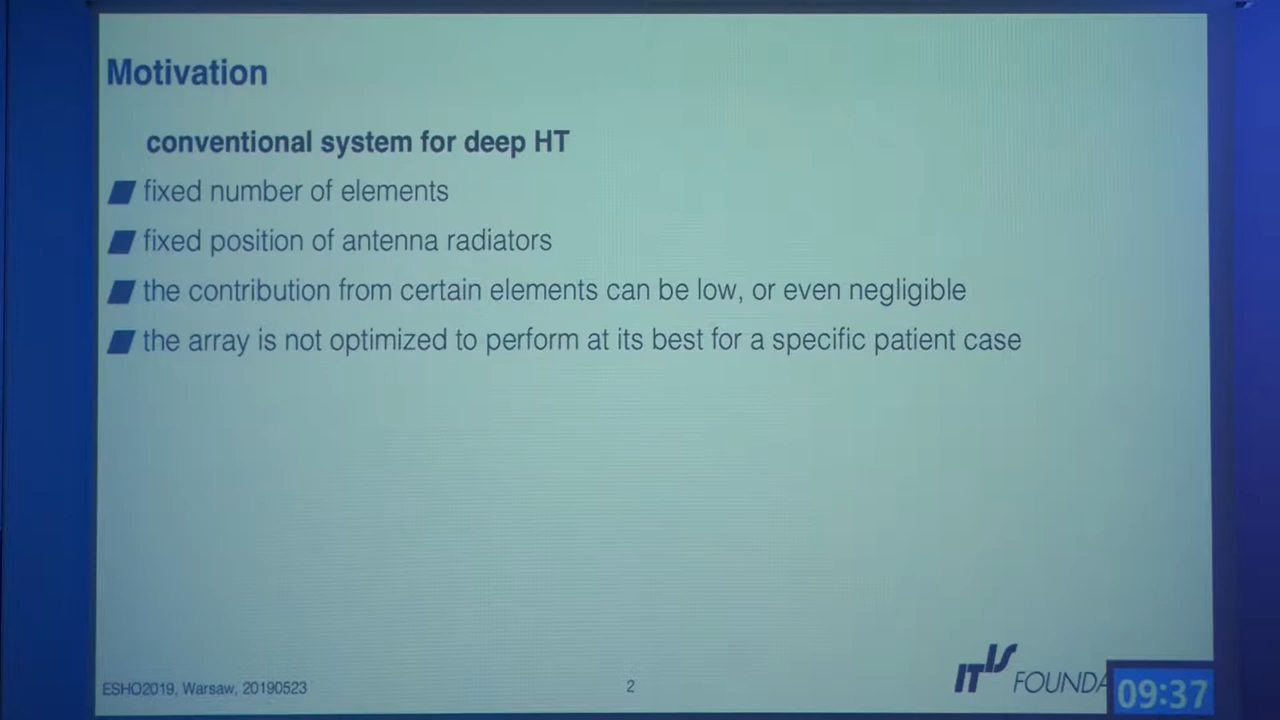 Motivation
conventional system for deep HT
fixed number of elements
fixed position of antenna radiators
the contribution from certain elements can be low, or even negligible
the array is not optimized to perform at its best for a specific patient case
ESHO2019, Warsaw, 20190523
2
IT'IS FOUNDA
09:37